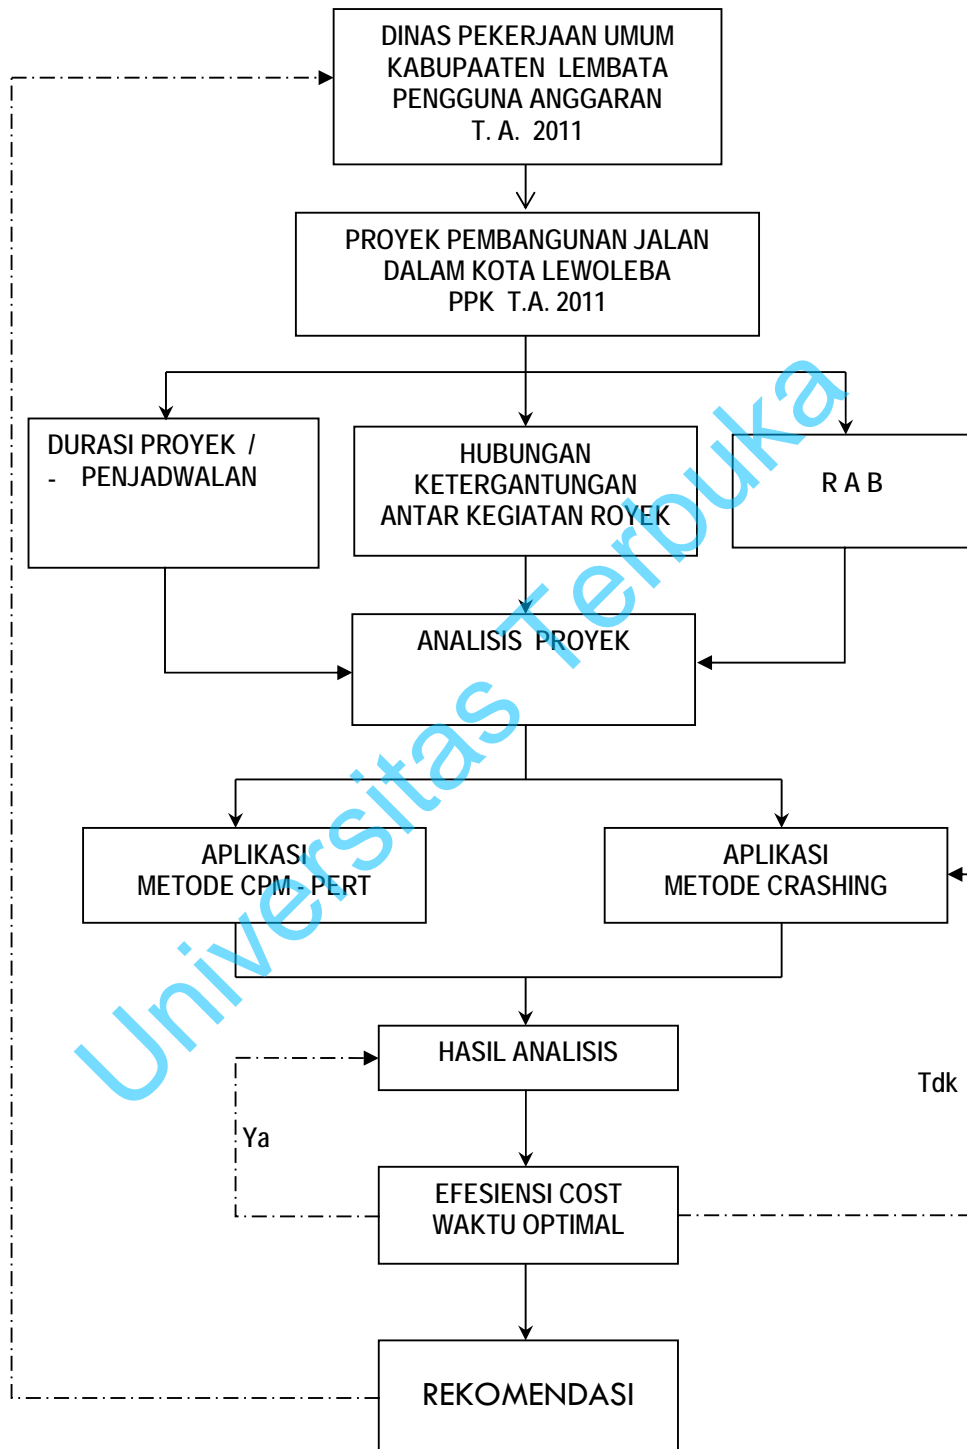 DINAS PEKERJAAN UMUM
KABUPAATEN LEMBATA
PENGGUNA ANGGARAN
T. A. 2011
PROYEK PEMBANGUNAN JALAN
DALAM KOTA LEWOLEBA
PPK T.A. 2011
DURASI PROYEK /
- PENJADWALAN
HUBUNGAN
KETERGANTUNGAN
ANTAR KEGIATAN ROYEK
R A B
ANALISIS PROYEK
APLIKASI
METODE CPM - PERT
APLIKASI
METODE CRASHING
HASIL ANALISIS
Tdk
Ya
EFESIENSI COST
WAKTU OPTIMAL
REKOMENDASI
Universitas Terbuka